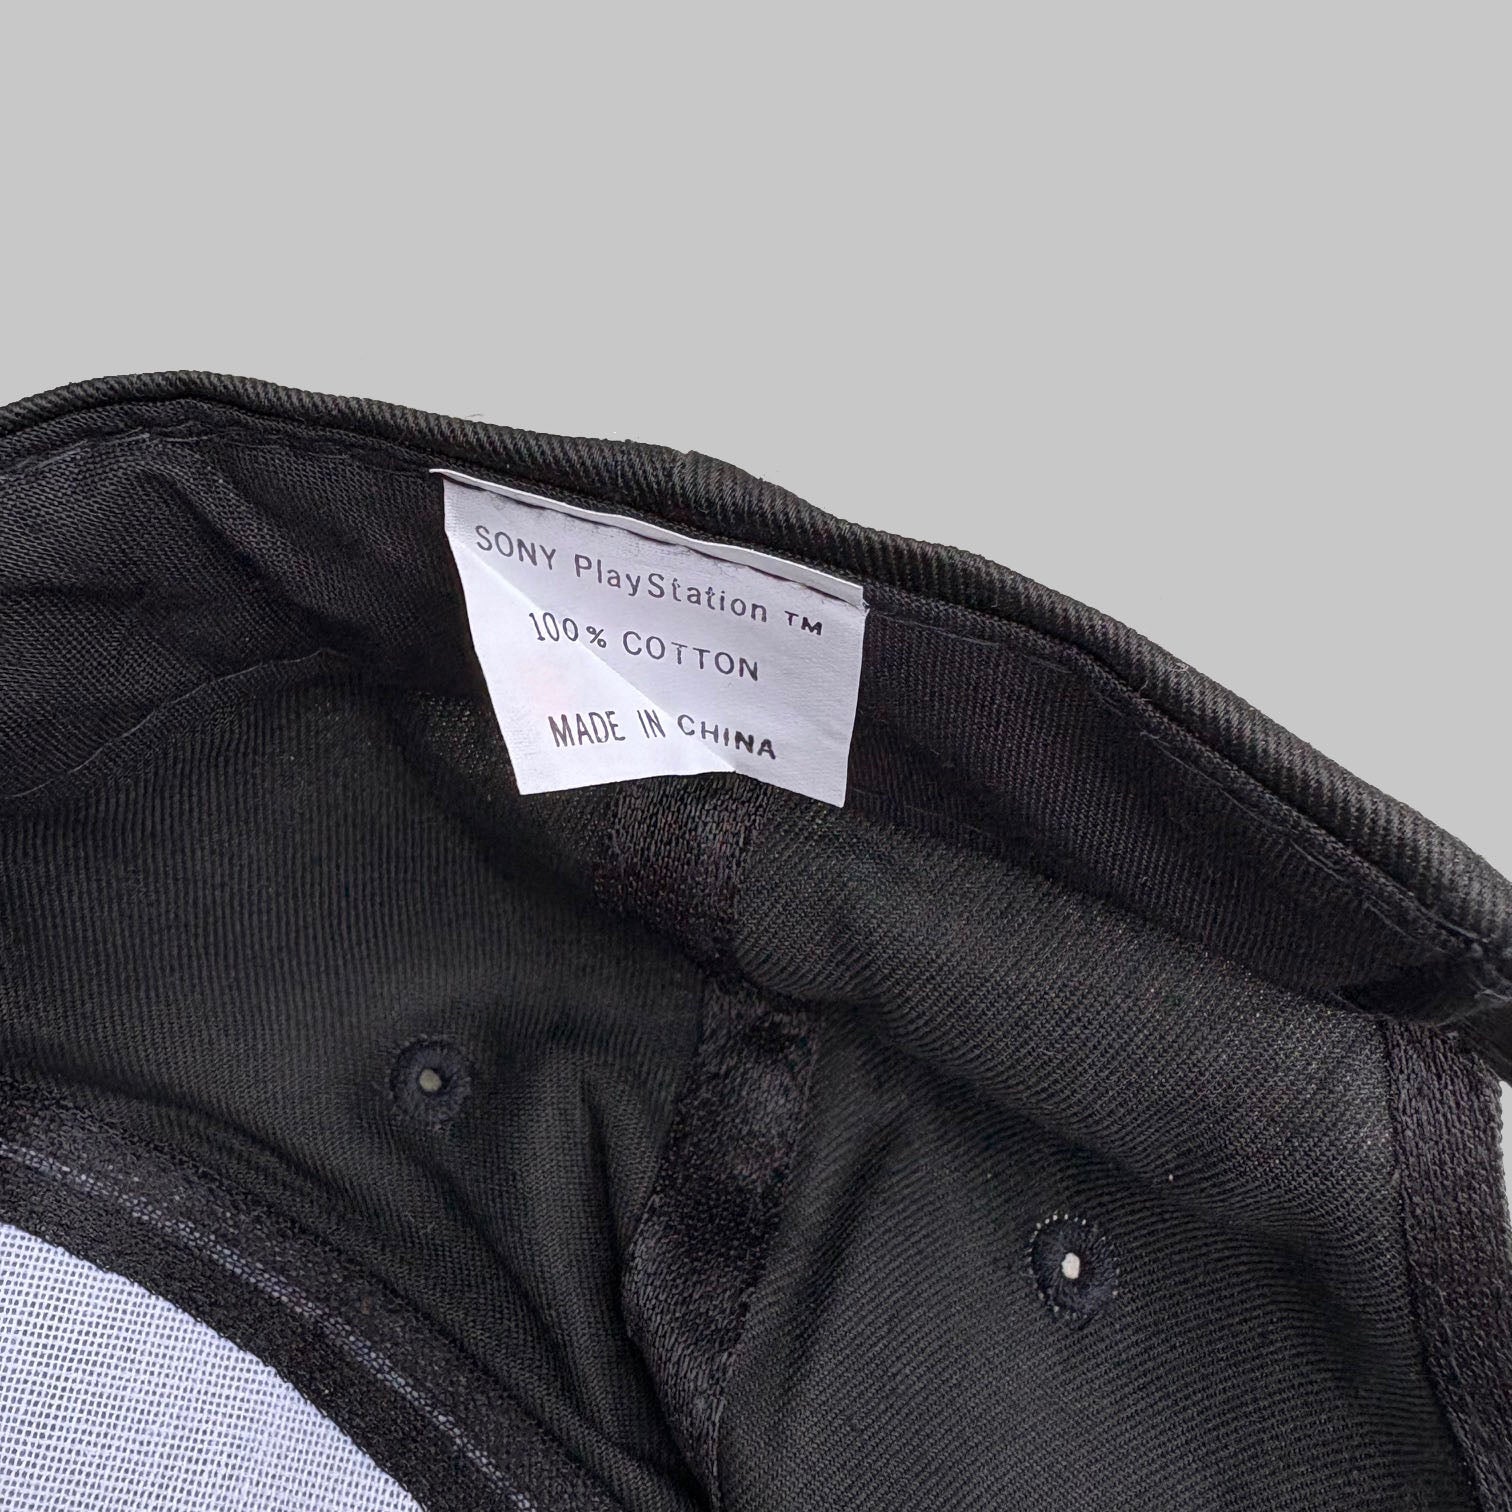 SONY PlayStation ™
100% COTTON
MADE IN CHINA